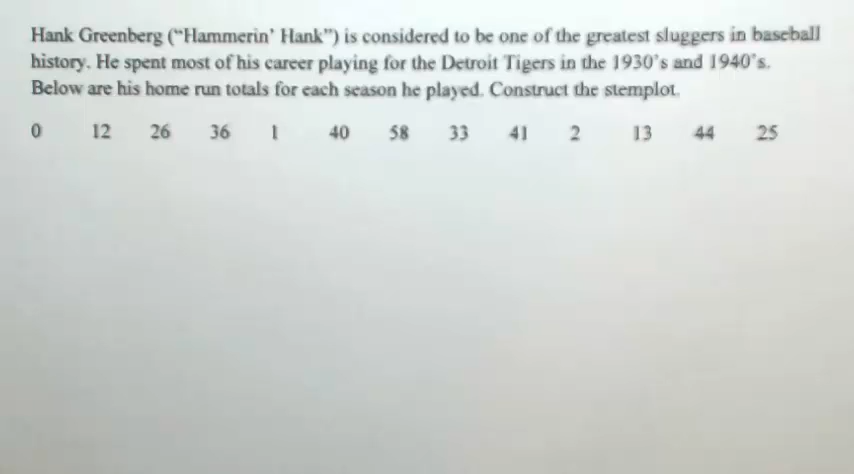 Hank Greenberg ("Hammerin' Hank") is considered to be one of the greatest sluggers in baseball
history. He spent most of his career playing for the Detroit Tigers in the 1930's and 1940's.
Below are his home run totals for each season he played. Construct the stemplot.
0 12 26 36 1 40 58 33 41 2 13 44 25